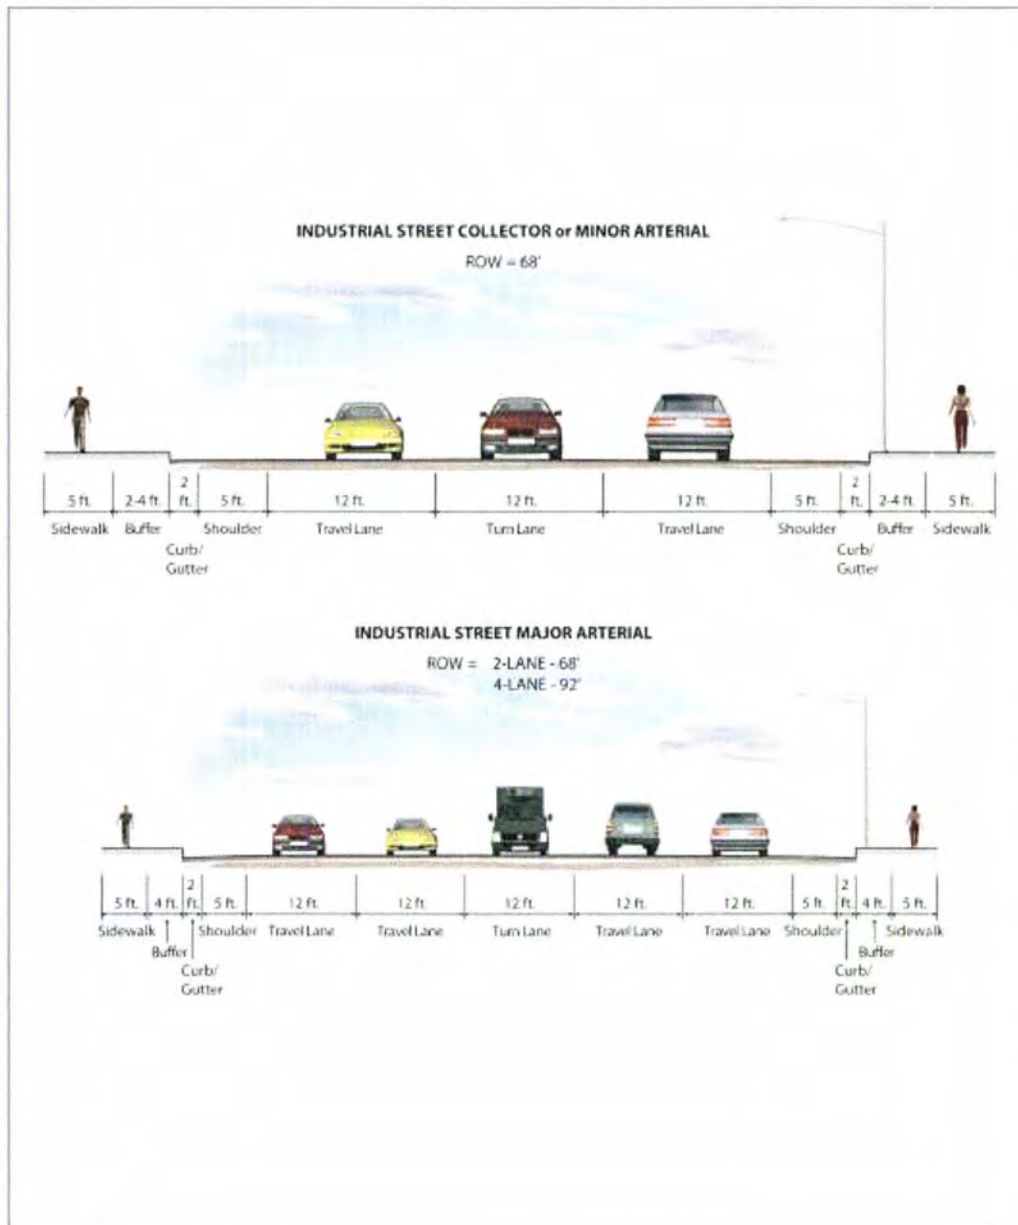 INDUSTRIAL STREET COLLECTOR or MINOR ARTERIAL
ROW = 68'
5 ft. 2-4 ft. 2 ft. 5 ft. 12 ft. 12 ft. 12 ft. 5 ft. 2 ft. 2-4 ft. 5 ft.
Sidewalk Buffer Shoulder Travel Lane Turn Lane Travel Lane Shoulder Buffer Sidewalk
Curb/ Curb/
Gutter Gutter
INDUSTRIAL STREET MAJOR ARTERIAL
ROW = 2-LANE - 68'
4-LANE - 92'
5 ft. 4 ft. 2 ft. 5 ft. 12 ft. 12 ft. 12 ft. 12 ft. 12 ft. 5 ft. 2 ft. 4 ft. 5 ft.
Sidewalk Shoulder Travel Lane Travel Lane Turn Lane Travel Lane Travel Lane Shoulder Sidewalk
Buffer Buffer
Curb/ Curb/
Gutter Gutter